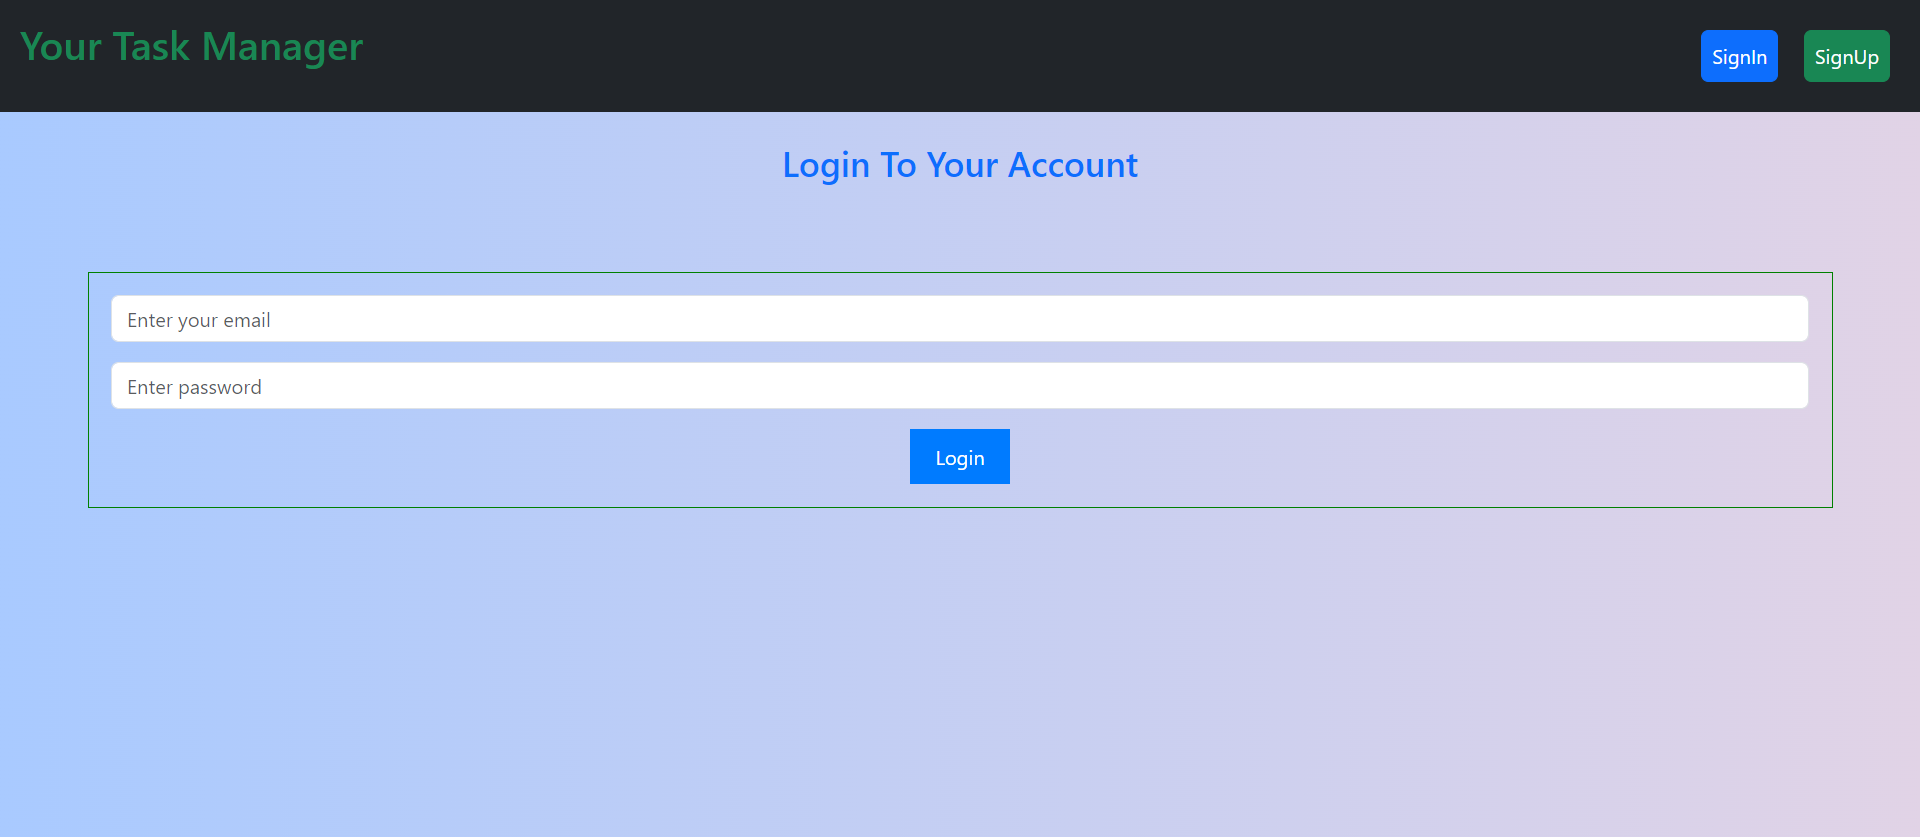 Your Task Manager
SignIn
SignUp
Login To Your Account
Enter your email
Enter password
Login